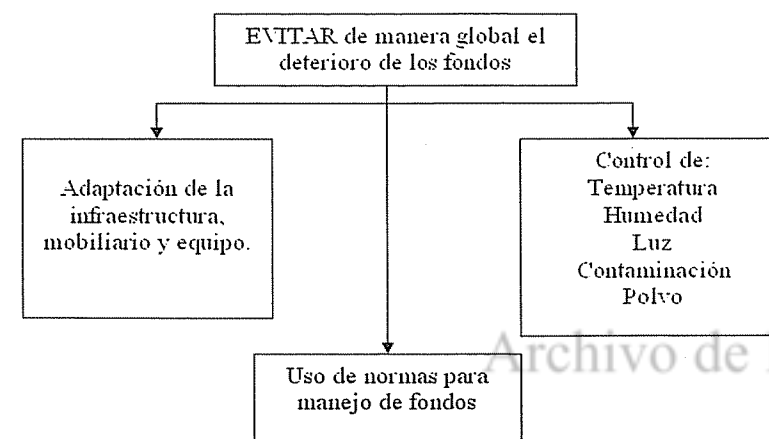 EVITAR de manera global el
deterioro de los fondos
Adaptación de la
infraestructura,
mobiliario y equipo.
Control de:
Temperatura
Humedad
Luz
Contaminación
Polvo
Uso de normas para
manejo de fondos
Archivo de